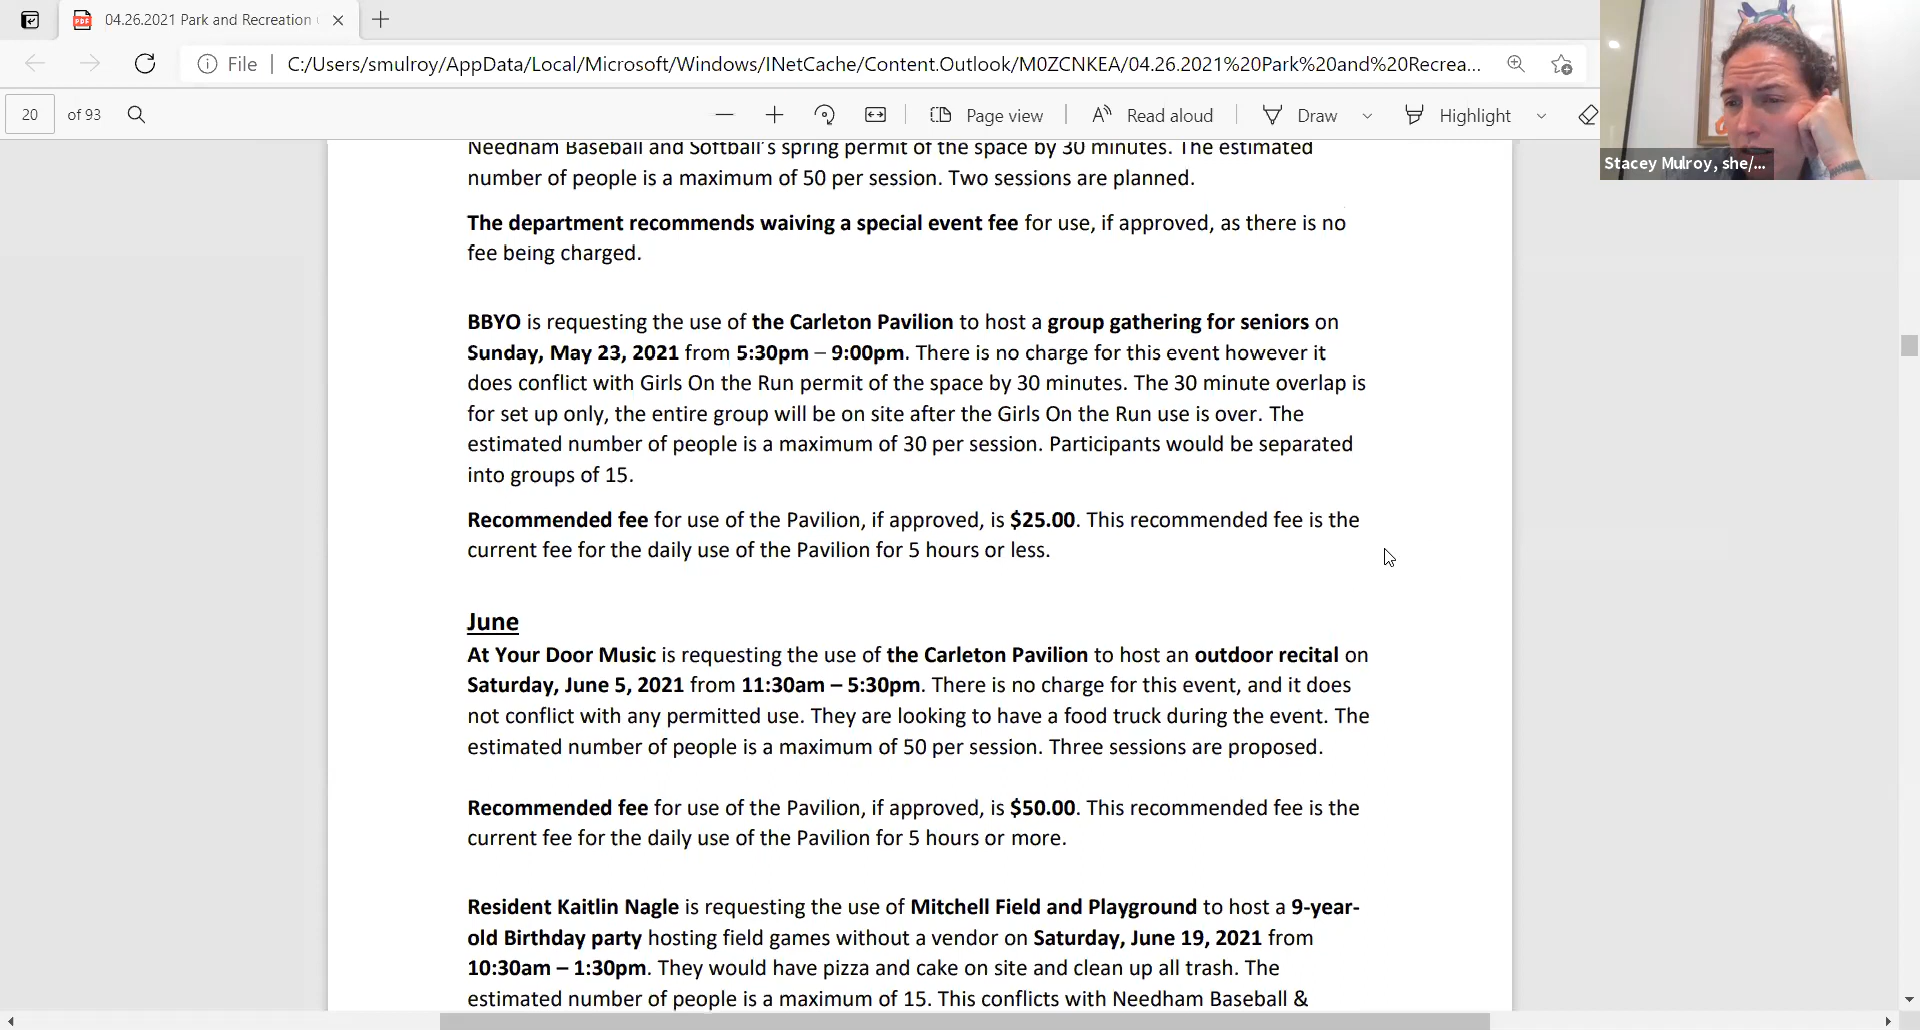 04.26.2021 Park and Recreation
File
C:/Users/smulroy/AppData/Local/Microsoft/Windows/INetCache/Content.Outlook/M0ZCNKEA/04.26.2021%20Park%20and%20Recrea...
20 of 93
Page view
Read aloud
Draw
Highlight
Stacey Mulroy, she/...
Needham Baseball and Softball's spring permit of the space by 30 minutes. The estimated
number of people is a maximum of 50 per session. Two sessions are planned.
The department recommends waiving a special event fee for use, if approved, as there is no
fee being charged.
BBYO is requesting the use of the Carleton Pavilion to host a group gathering for seniors on
Sunday, May 23, 2021 from 5:30pm – 9:00pm. There is no charge for this event however it
does conflict with Girls On the Run permit of the space by 30 minutes. The 30 minute overlap is
for set up only, the entire group will be on site after the Girls On the Run use is over. The
estimated number of people is a maximum of 30 per session. Participants would be separated
into groups of 15.
Recommended fee for use of the Pavilion, if approved, is $25.00. This recommended fee is the
current fee for the daily use of the Pavilion for 5 hours or less.
June
At Your Door Music is requesting the use of the Carleton Pavilion to host an outdoor recital on
Saturday, June 5, 2021 from 11:30am – 5:30pm. There is no charge for this event, and it does
not conflict with any permitted use. They are looking to have a food truck during the event. The
estimated number of people is a maximum of 50 per session. Three sessions are proposed.
Recommended fee for use of the Pavilion, if approved, is $50.00. This recommended fee is the
current fee for the daily use of the Pavilion for 5 hours or more.
Resident Kaitlin Nagle is requesting the use of Mitchell Field and Playground to host a 9-year-
old Birthday party hosting field games without a vendor on Saturday, June 19, 2021 from
10:30am – 1:30pm. They would have pizza and cake on site and clean up all trash. The
estimated number of people is a maximum of 15. This conflicts with Needham Baseball &